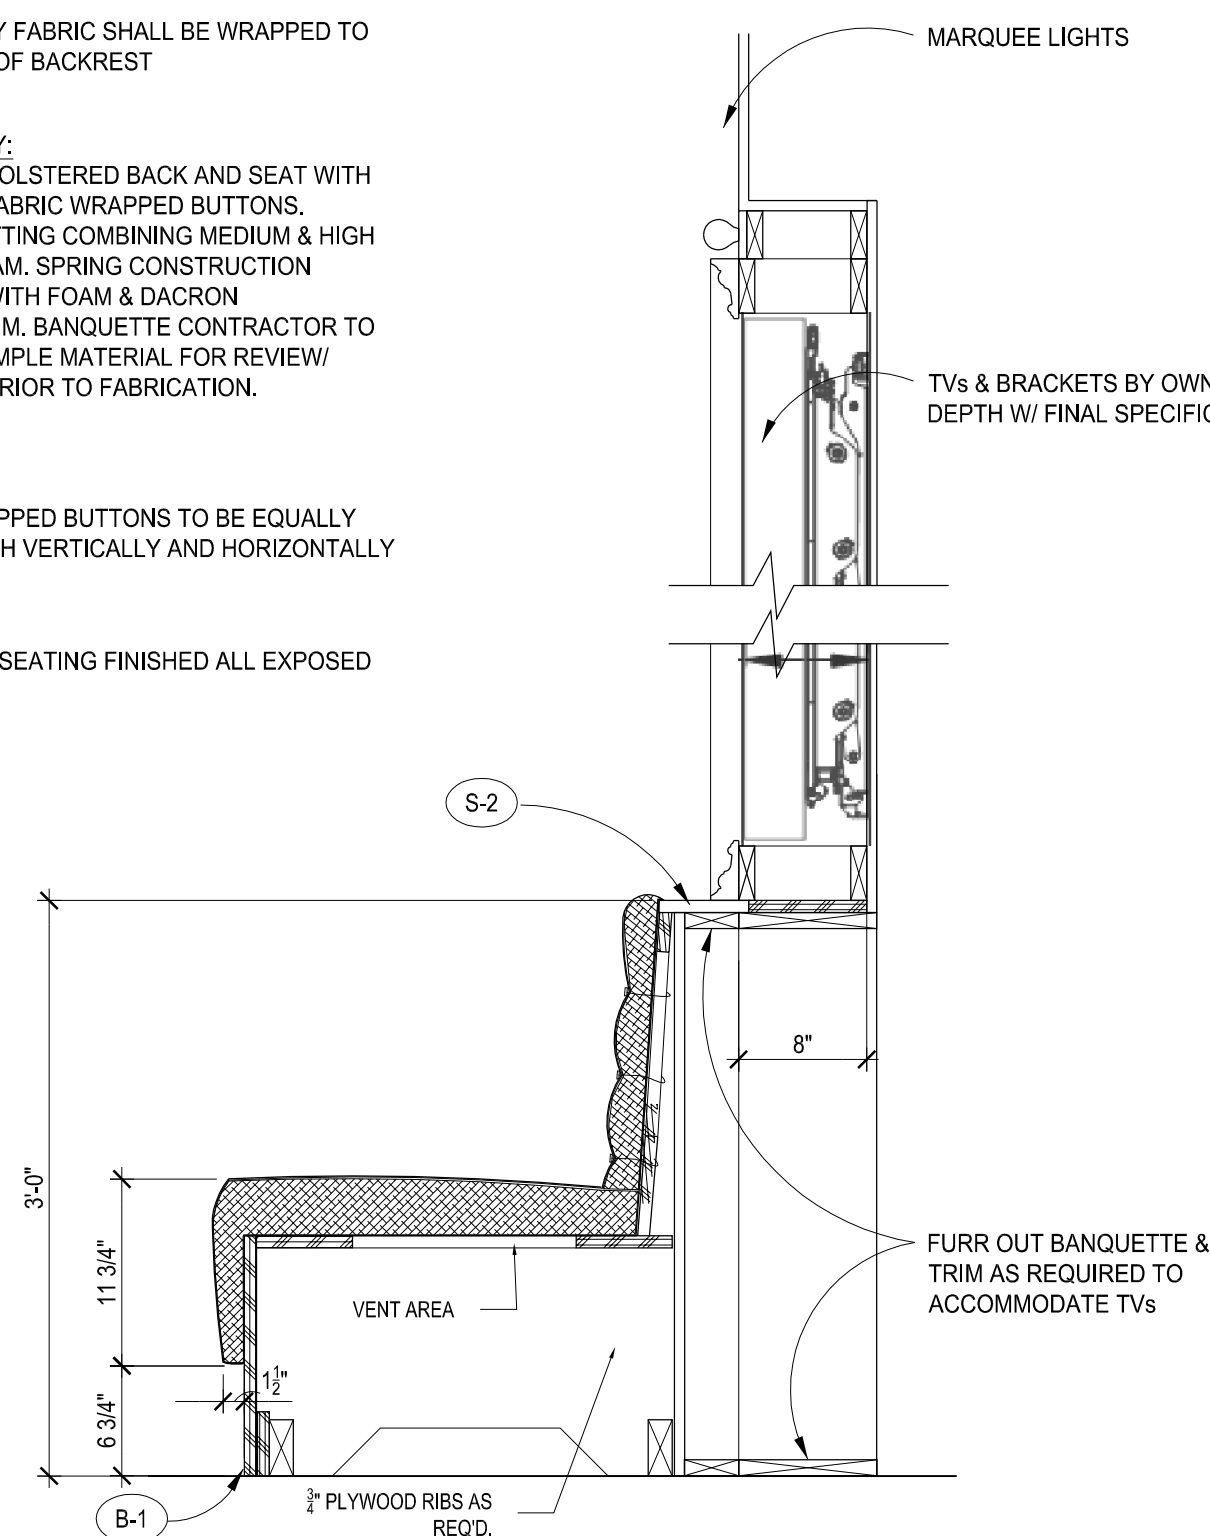 Y FABRIC SHALL BE WRAPPED TO
OF BACKREST
Y:
OLSTERED BACK AND SEAT WITH
ABRIC WRAPPED BUTTONS.
TTING COMBINING MEDIUM & HIGH
AM. SPRING CONSTRUCTION
WITH FOAM & DACRON
M. BANQUETTE CONTRACTOR TO
MPLE MATERIAL FOR REVIEW/
RIOR TO FABRICATION.
PPED BUTTONS TO BE EQUALLY
H VERTICALLY AND HORIZONTALLY
SEATING FINISHED ALL EXPOSED
MARQUEE LIGHTS
TVs & BRACKETS BY OWN
DEPTH W/ FINAL SPECIFIC
S-2
8"
3'-0"
11 3/4"
6 3/4"
1 1/2"
VENT AREA
FURR OUT BANQUETTE &
TRIM AS REQUIRED TO
ACCOMMODATE TVs
B-1
3/4" PLYWOOD RIBS AS
REQ'D.